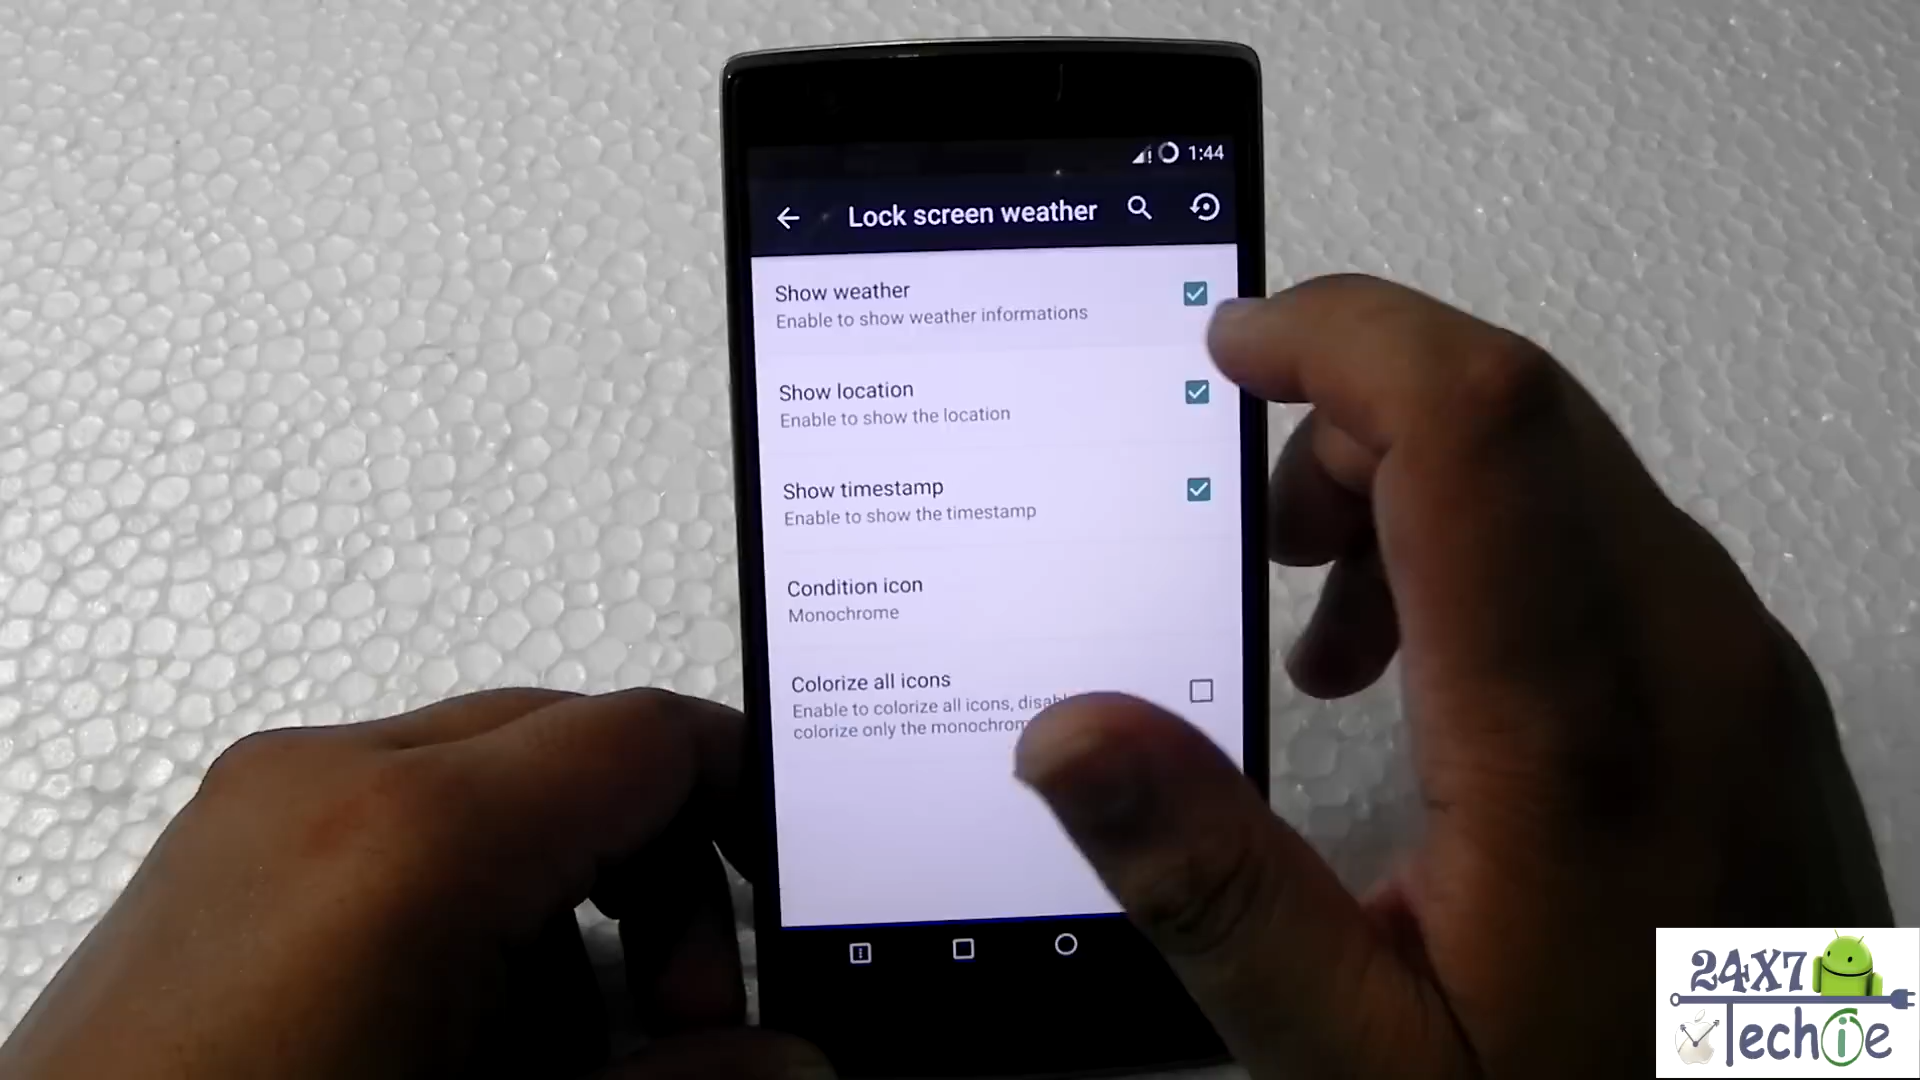 1:44
Lock screen weather
Show weather
Enable to show weather informations
Show location
Enable to show the location
Show timestamp
Enable to show the timestamp
Condition icon
Monochrome
Colorize all icons
Enable to colorize all icons,
colorize only the
24X7
Techie